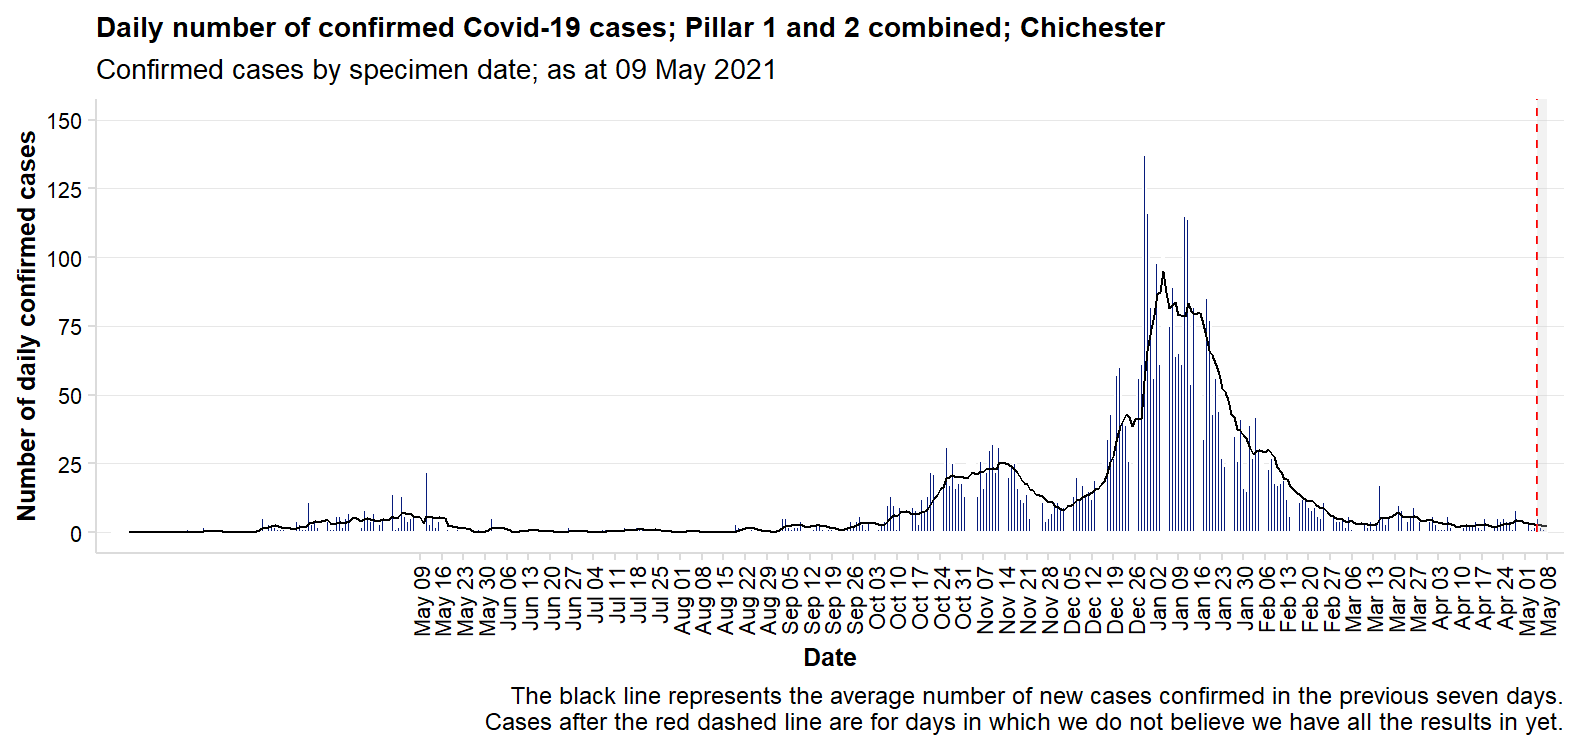 Daily number of confirmed Covid-19 cases; Pillar 1 and 2 combined; Chichester
Confirmed cases by specimen date; as at 09 May 2021
Number of daily confirmed cases
150
125
100
75
50
25
0
May 09
May 16
May 23
May 30
Jun 06
Jun 13
Jun 20
Jun 27
Jul 04
Jul 11
Jul 18
Jul 25
Aug 01
Aug 08
Aug 15
Aug 22
Aug 29
Sep 05
Sep 12
Sep 19
Sep 26
Oct 03
Oct 10
Oct 17
Oct 24
Oct 31
Nov 07
Nov 14
Nov 21
Nov 28
Dec 05
Dec 12
Dec 19
Dec 26
Jan 02
Jan 09
Jan 16
Jan 23
Jan 30
Feb 06
Feb 13
Feb 20
Feb 27
Mar 06
Mar 13
Mar 20
Mar 27
Apr 03
Apr 10
Apr 17
Apr 24
May 01
May 08
Date
The black line represents the average number of new cases confirmed in the previous seven days.
Cases after the red dashed line are for days in which we do not believe we have all the results in yet.